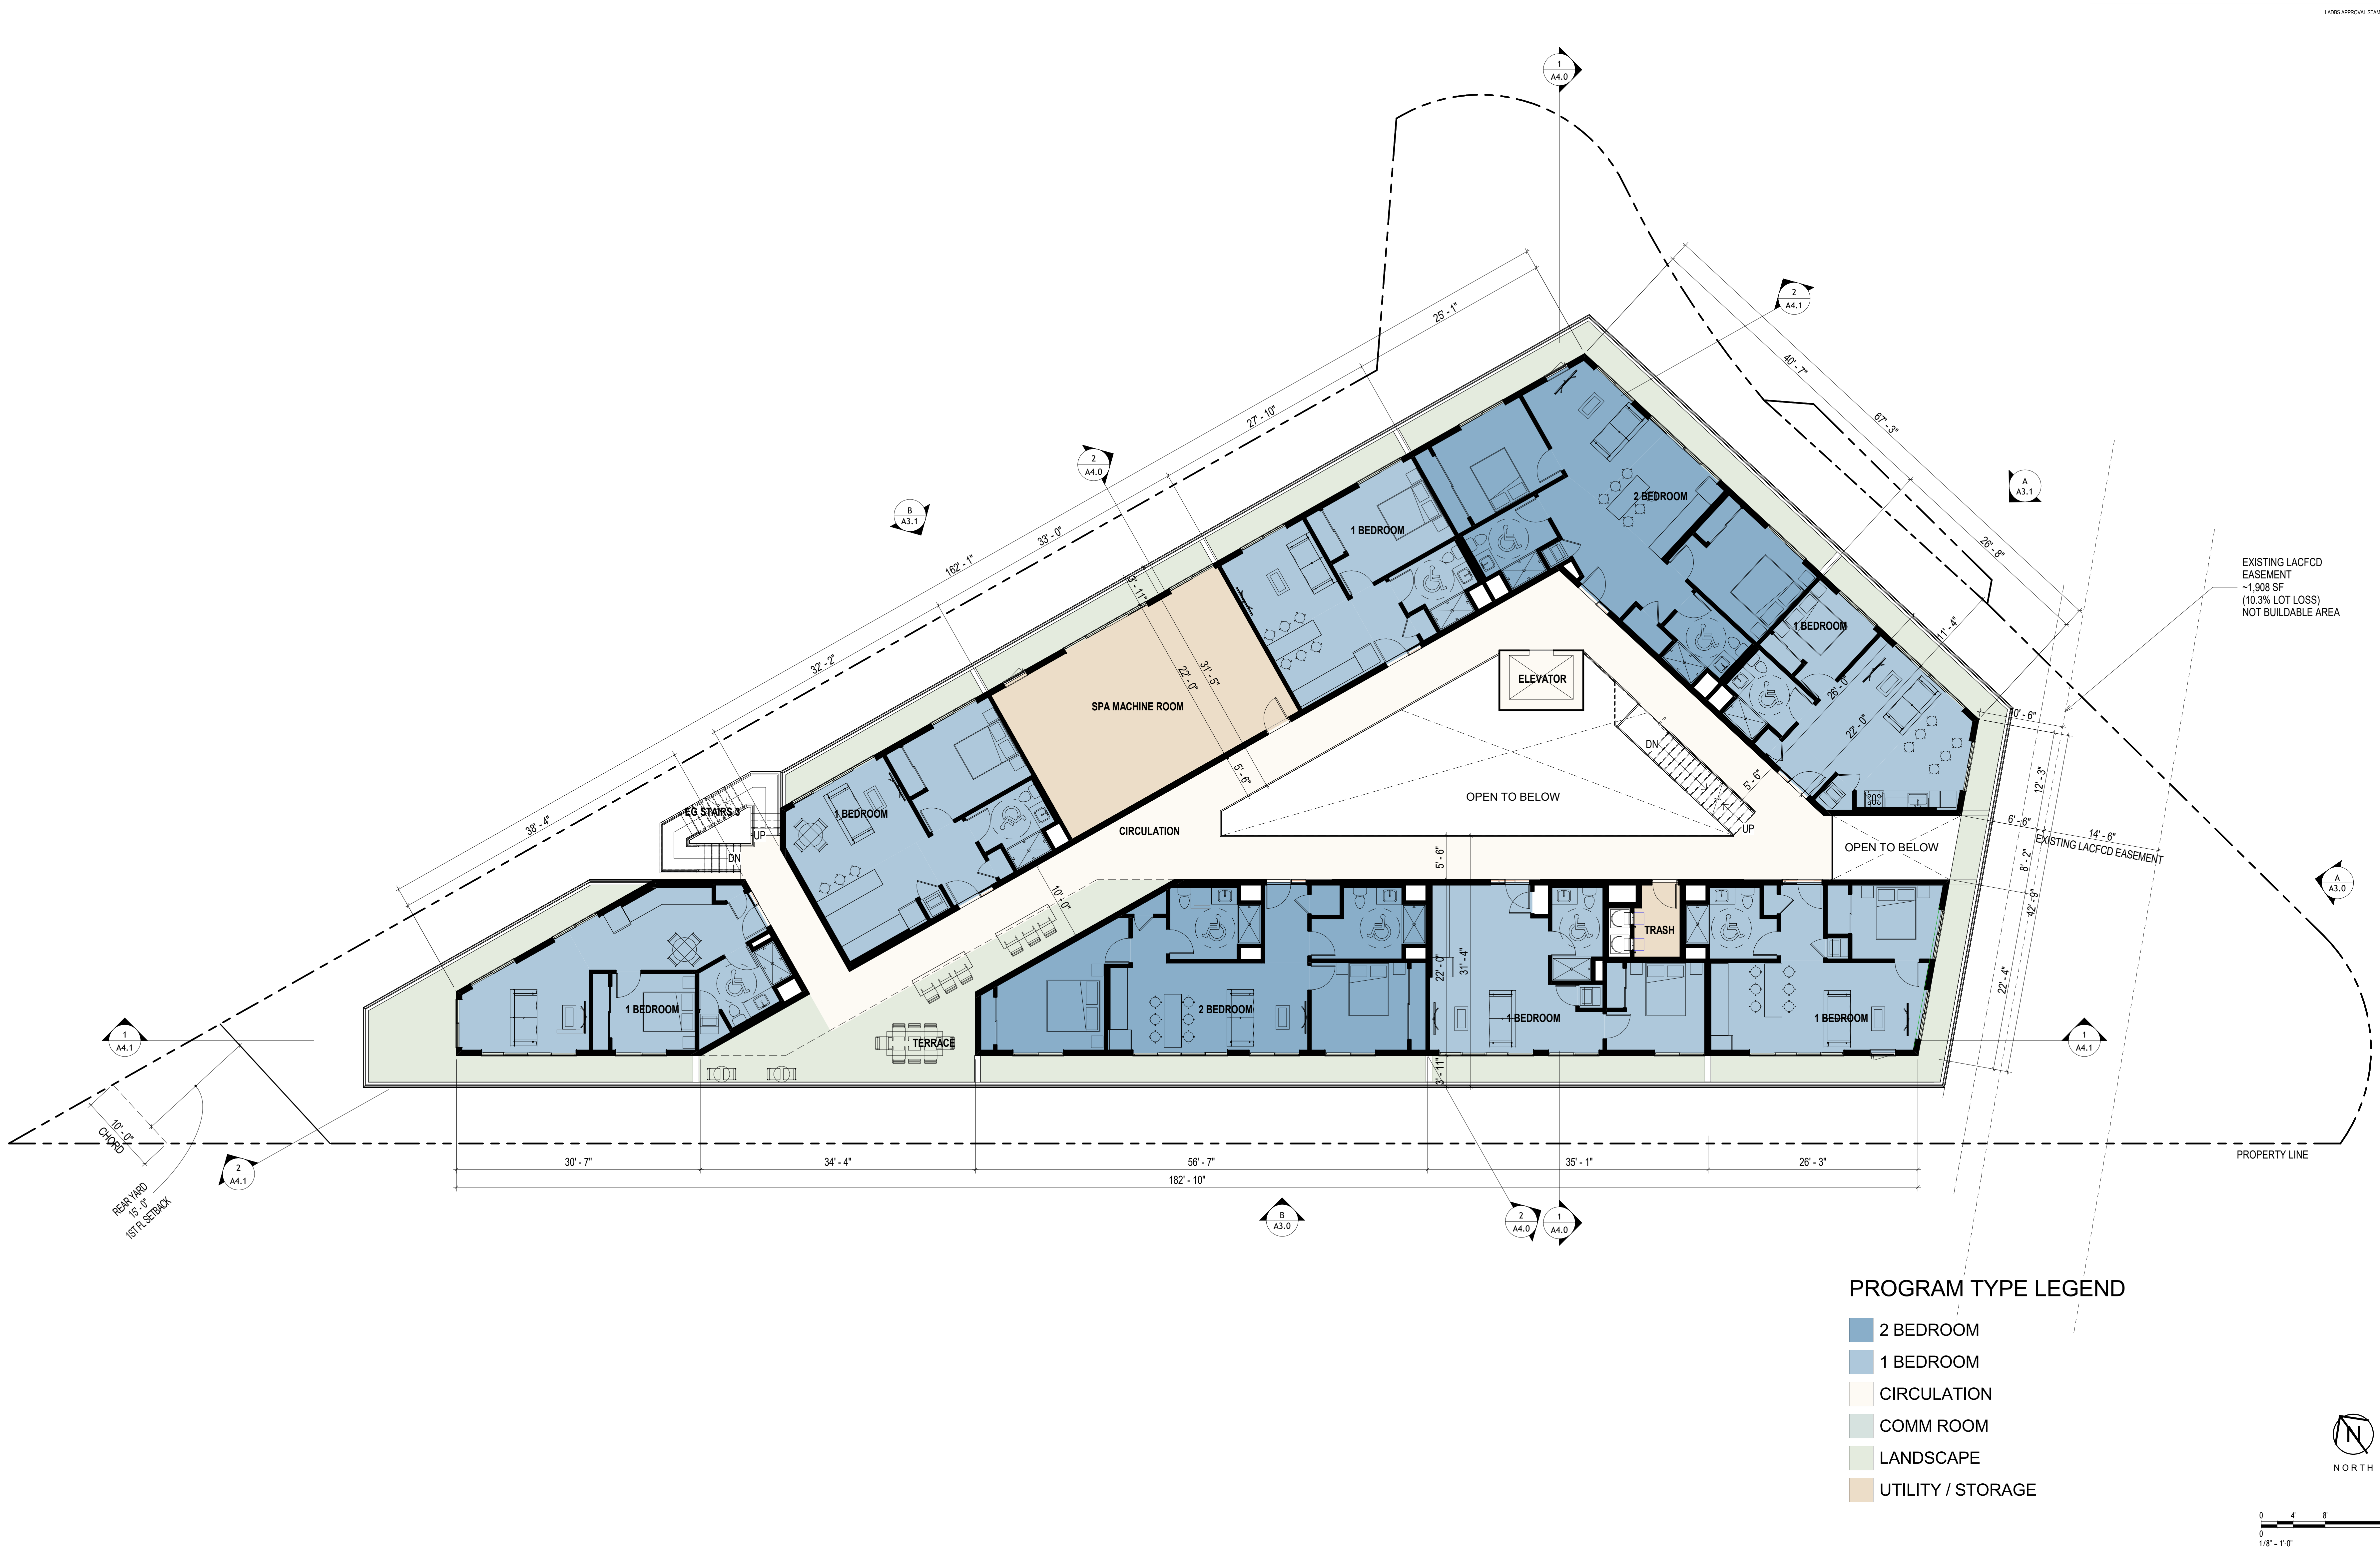 LADBS APPROVAL STAM
1
A4.0
2
A4.1
25' - 1"
40' - 7"
67' - 3"
27' - 10"
2
A4.0
A
A3.1
B
A3.1
33' - 0"
162' - 1"
2 BEDROOM
1 BEDROOM
26' - 8"
EXISTING LACFCD
EASEMENT
~1,908 SF
(10.3% LOT LOSS)
NOT BUILDABLE AREA
3' - 11"
1 BEDROOM
11' - 4"
32' - 2"
31' - 5"
22' - 0"
ELEVATOR
26' - 0"
SPA MACHINE ROOM
0' - 6"
22' - 0"
DN
5' - 6"
5' - 6"
12' - 3"
OPEN TO BELOW
EG STAIRS 3
1 BEDROOM
38' - 4"
UP
CIRCULATION
UP
6' - 6"
14' - 6"
EXISTING LACFCD EASEMENT
DN
5' - 6"
OPEN TO BELOW
8' - 2"
A
A3.0
10' - 0"
42' - 9"
TRASH
22' - 0"
31' - 4"
22' - 4"
1 BEDROOM
2 BEDROOM
1 BEDROOM
1 BEDROOM
1
A4.1
TERRACE
1
A4.1
3' - 11"
10' - 0"
CHORD
PROPERTY LINE
30' - 7"
34' - 4"
56' - 7"
35' - 1"
26' - 3"
2
A4.1
182' - 10"
REAR YARD
15' - 0"
1ST FL SETBACK
B
A3.0
2
A4.0
1
A4.0
PROGRAM TYPE LEGEND
2 BEDROOM
1 BEDROOM
CIRCULATION
COMM ROOM
LANDSCAPE
UTILITY / STORAGE
N
NORTH
0 4' 8'
0
1/8" = 1'-0"